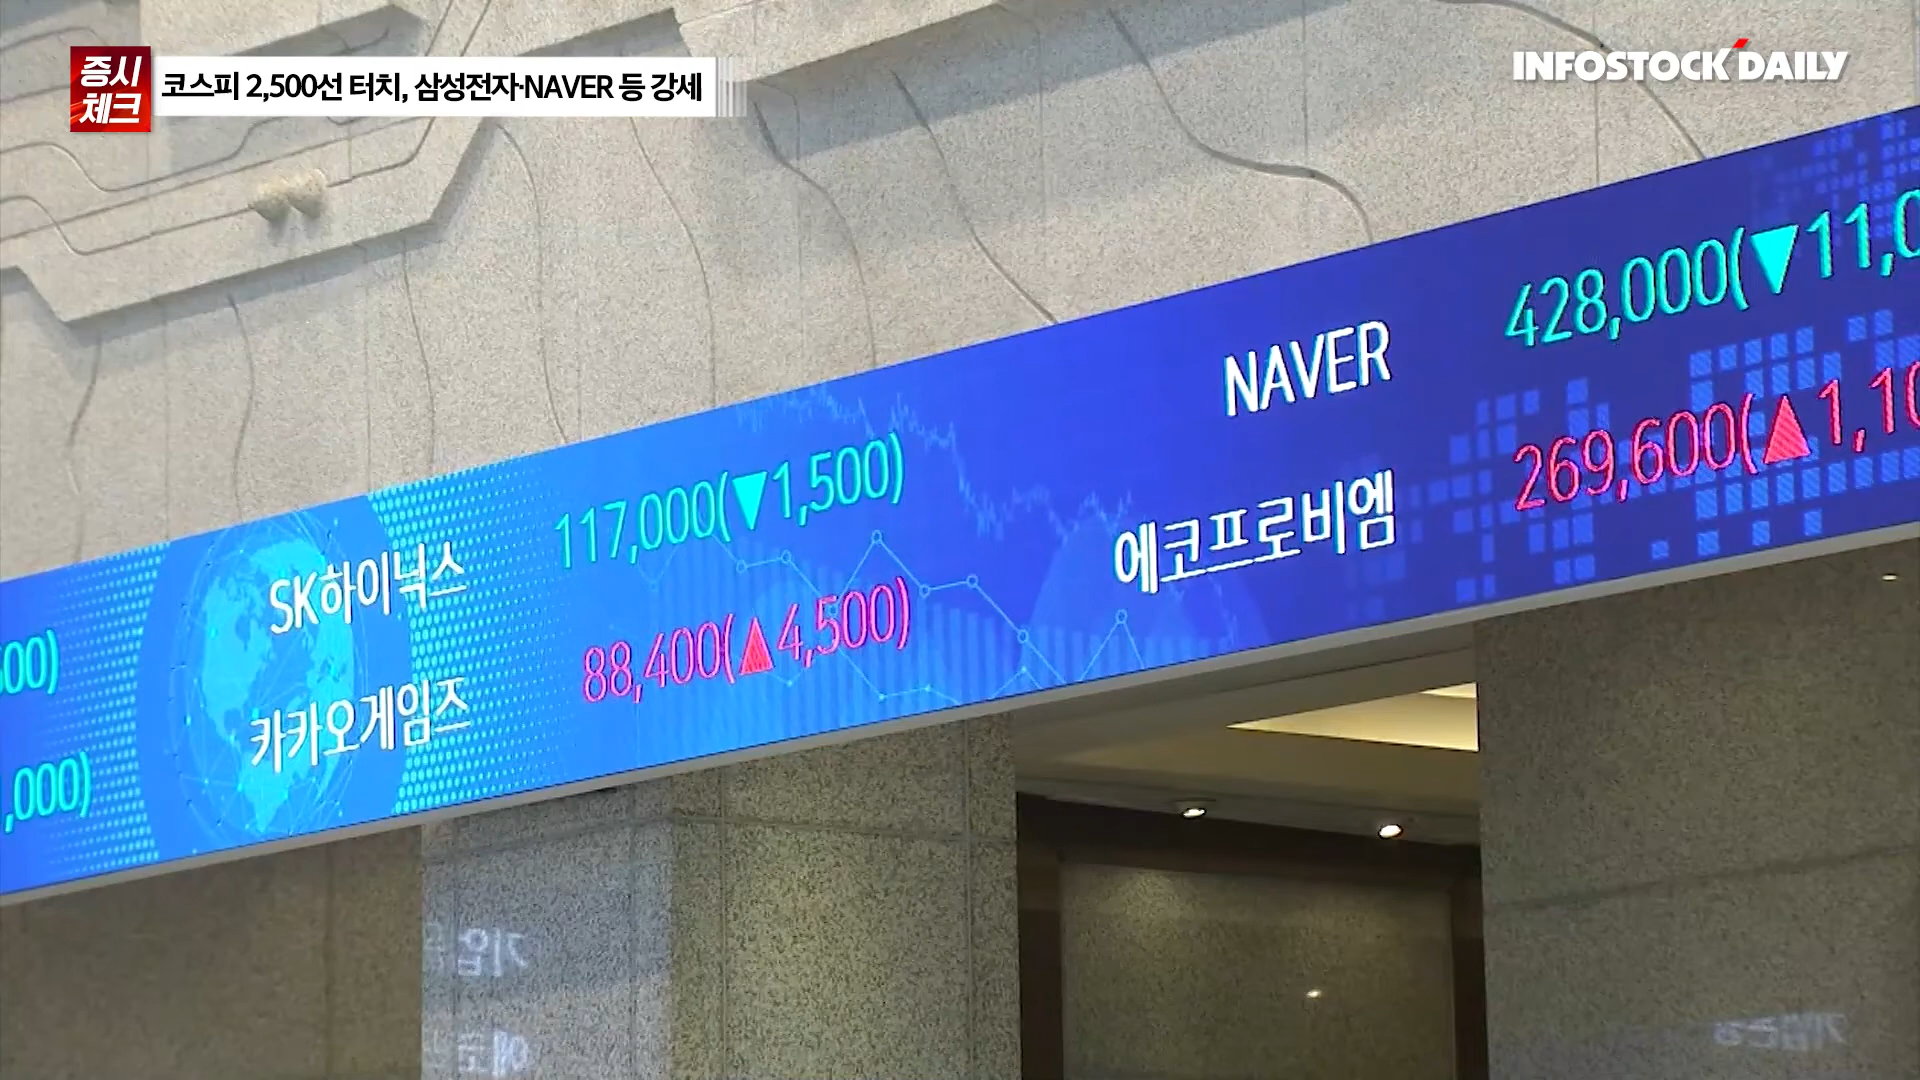 증시
체크
코스피 2,500선 터치, 삼성전자·NAVER 등 강세
INFOSTOCK DAILY
SK하이닉스 117,000(▼1,500)
카카오게임즈 88,400(▲4,500)
NAVER 428,000(▼11,0
에코프로비엠 269,600(▲1,10
00)
,000)